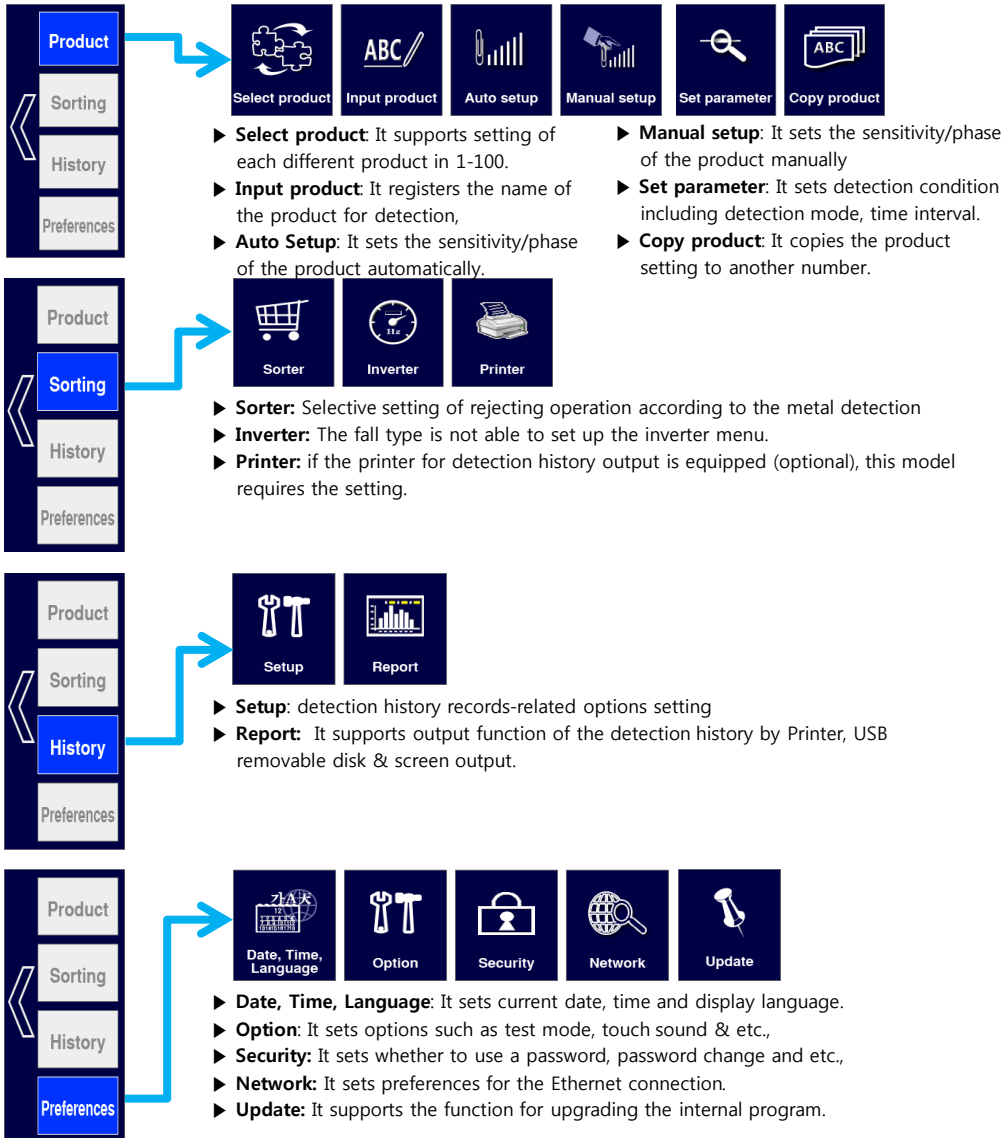 Product
Sorting
History
Preferences
ABC
ABC
Select product
Input product
Auto setup
Manual setup
Set parameter
Copy product
▶ Select product: It supports setting of
each different product in 1-100.
▶ Input product: It registers the name of
the product for detection,
▶ Auto Setup: It sets the sensitivity/phase
of the product automatically.
▶ Manual setup: It sets the sensitivity/phase
of the product manually
▶ Set parameter: It sets detection condition
including detection mode, time interval.
▶ Copy product: It copies the product
setting to another number.
Product
Sorting
History
Preferences
Hz
Sorter
Inverter
Printer
▶ Sorter: Selective setting of rejecting operation according to the metal detection
▶ Inverter: The fall type is not able to set up the inverter menu.
▶ Printer: if the printer for detection history output is equipped (optional), this model
requires the setting.
Product
Sorting
History
Preferences
Setup
Report
▶ Setup: detection history records-related options setting
▶ Report: It supports output function of the detection history by Printer, USB
removable disk & screen output.
Product
Sorting
History
Preferences
가A天
12
Date, Time,
Language
Option
Security
Network
Update
▶ Date, Time, Language: It sets current date, time and display language.
▶ Option: It sets options such as test mode, touch sound & etc.,
▶ Security: It sets whether to use a password, password change and etc.,
▶ Network: It sets preferences for the Ethernet connection.
▶ Update: It supports the function for upgrading the internal program.